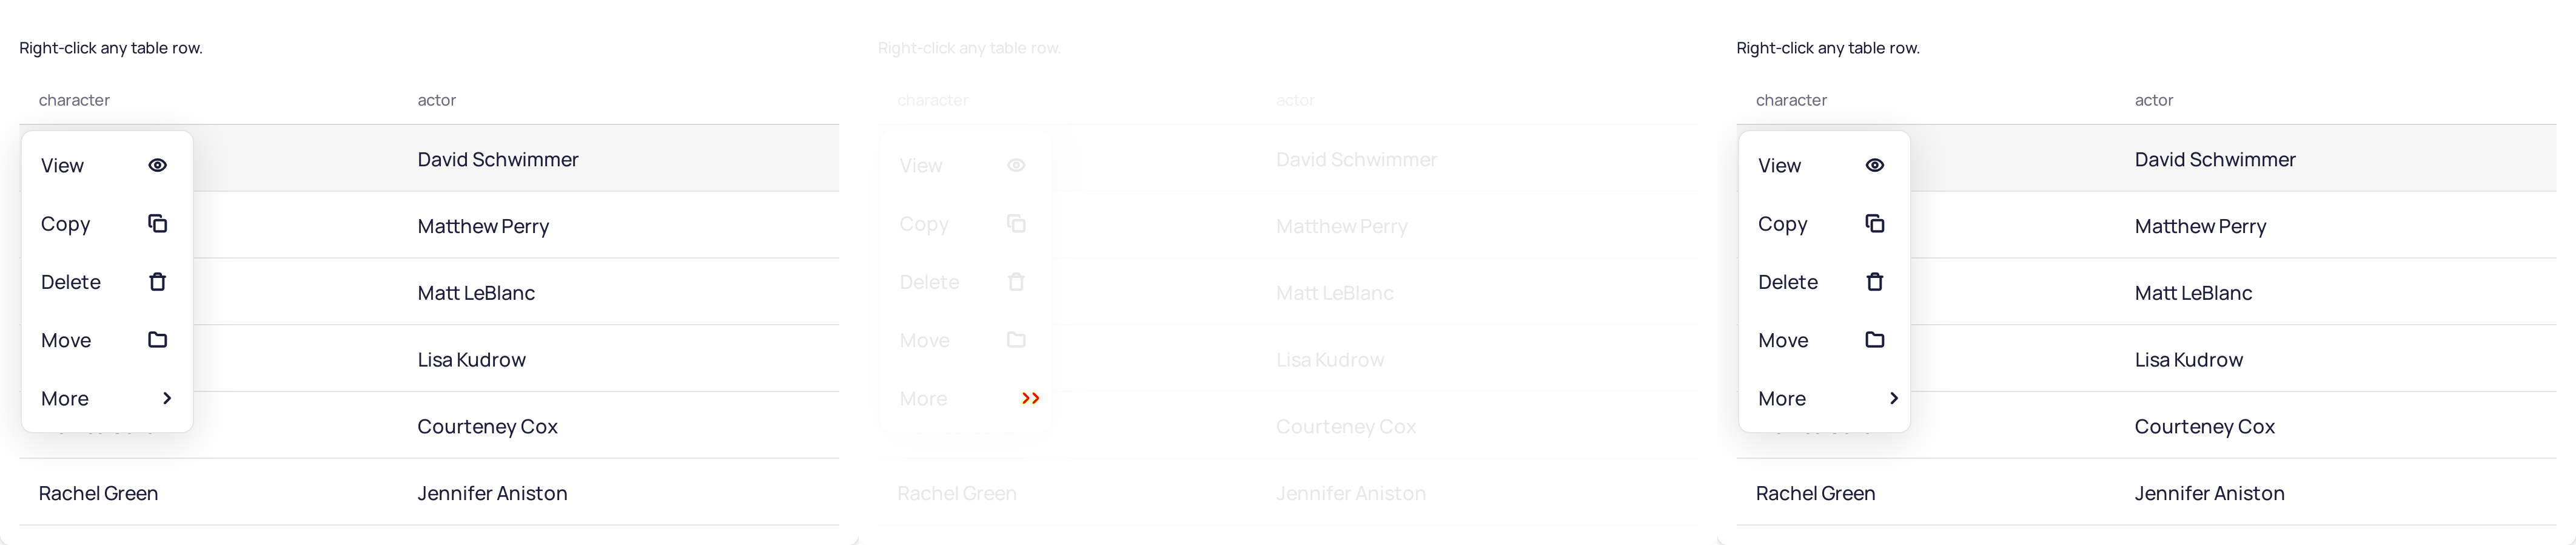 Right-click any table row.
character actor
View David Schwimmer
Copy Matthew Perry
Delete Matt LeBlanc
Move Lisa Kudrow
More Courteney Cox
Rachel Green Jennifer Aniston
Right-click any table row.
character actor
View David Schwimmer
Copy Matthew Perry
Delete Matt LeBlanc
Move Lisa Kudrow
More Courteney Cox
Rachel Green Jennifer Aniston
Right-click any table row.
character actor
View David Schwimmer
Copy Matthew Perry
Delete Matt LeBlanc
Move Lisa Kudrow
More Courteney Cox
Rachel Green Jennifer Aniston